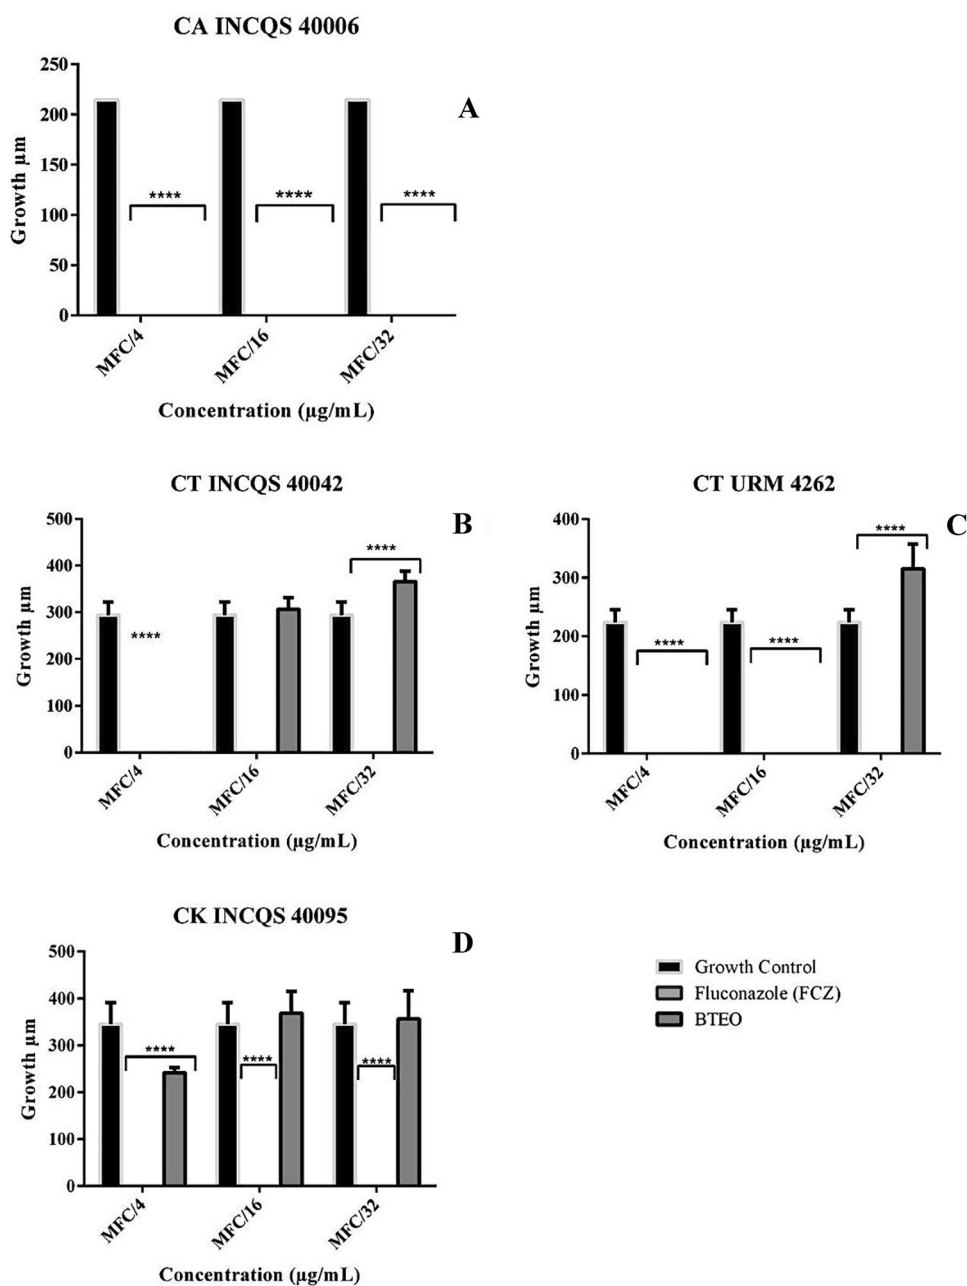 CA INCQS 40006
A
Growth µm
250
200
150
100
50
0
****
****
****
MFC/4
MFC/16
MFC/32
Concentration (µg/mL)
CT INCQS 40042
B
Growth µm
500
400
300
200
100
0
****
****
MFC/4
MFC/16
MFC/32
Concentration (µg/mL)
CT URM 4262
C
Growth µm
400
300
200
100
0
****
****
****
MFC/4
MFC/16
MFC/32
Concentration (µg/mL)
CK INCQS 40095
D
Growth µm
500
400
300
200
100
0
****
****
****
MFC/4
MFC/16
MFC/32
Concentration (µg/mL)
Growth Control
Fluconazole (FCZ)
BTEO